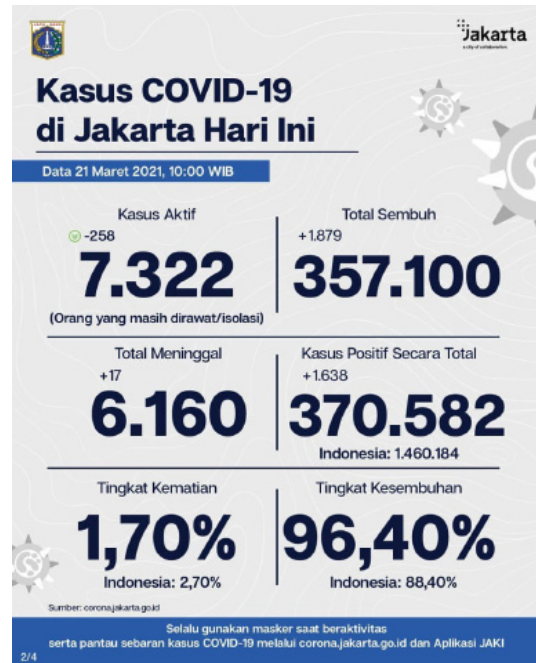 Jakarta
a city of collaboration
Kasus COVID-19
di Jakarta Hari Ini
Data 21 Maret 2021, 10:00 WIB
Kasus Aktif
-258
7.322
(Orang yang masih dirawat/isolasi)
Total Sembuh
+1.879
357.100
Total Meninggal
+17
6.160
Kasus Positif Secara Total
+1.638
370.582
Indonesia: 1.460.184
Tingkat Kematian
1,70%
Indonesia: 2,70%
Tingkat Kesembuhan
96,40%
Indonesia: 88,40%
Sumber: corona.jakarta.go.id
Selalu gunakan masker saat beraktivitas
serta pantau sebaran kasus COVID-19 melalui corona.jakarta.go.id dan Aplikasi JAKI
2/4